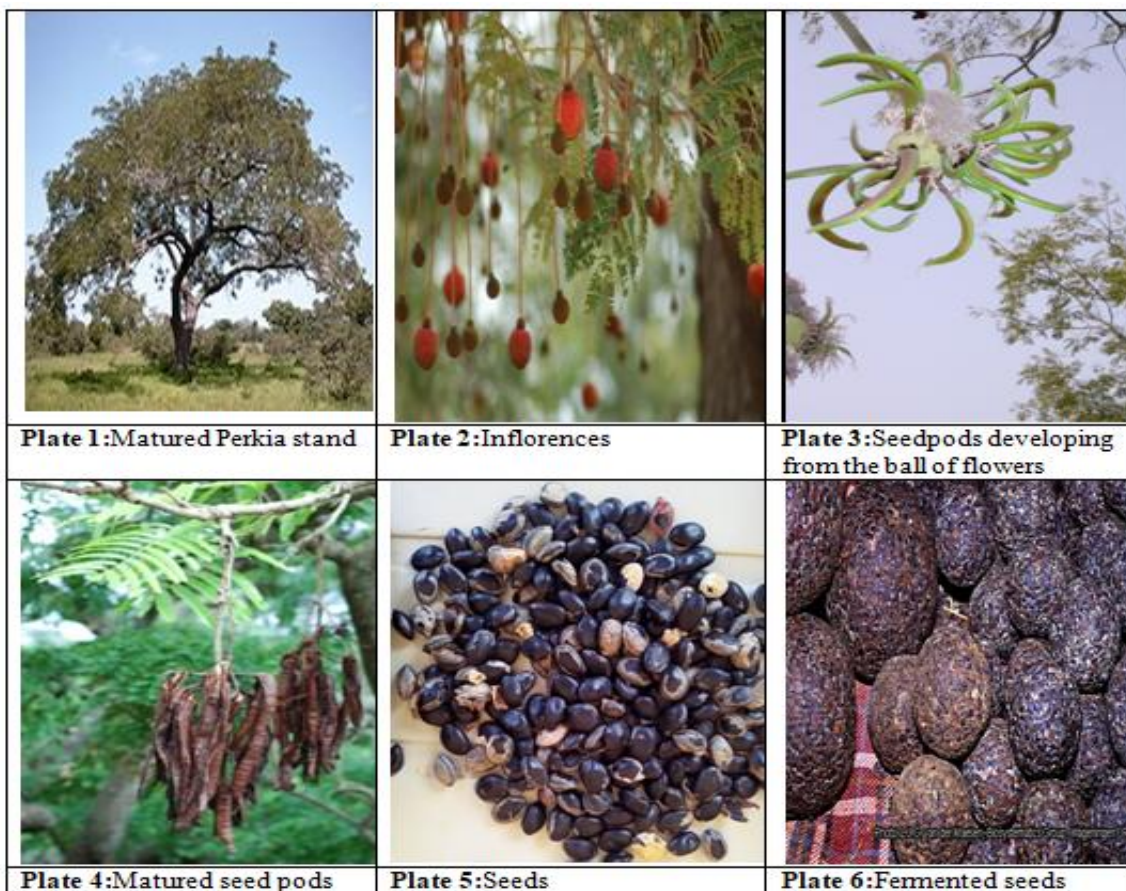 Plate 1:Matured Perkia stand
Plate 2:Inflorences
Plate 3:Seedpods developing
from the ball of flowers
Plate 4:Matured seed pods
Plate 5:Seeds
Plate 6:Fermented seeds